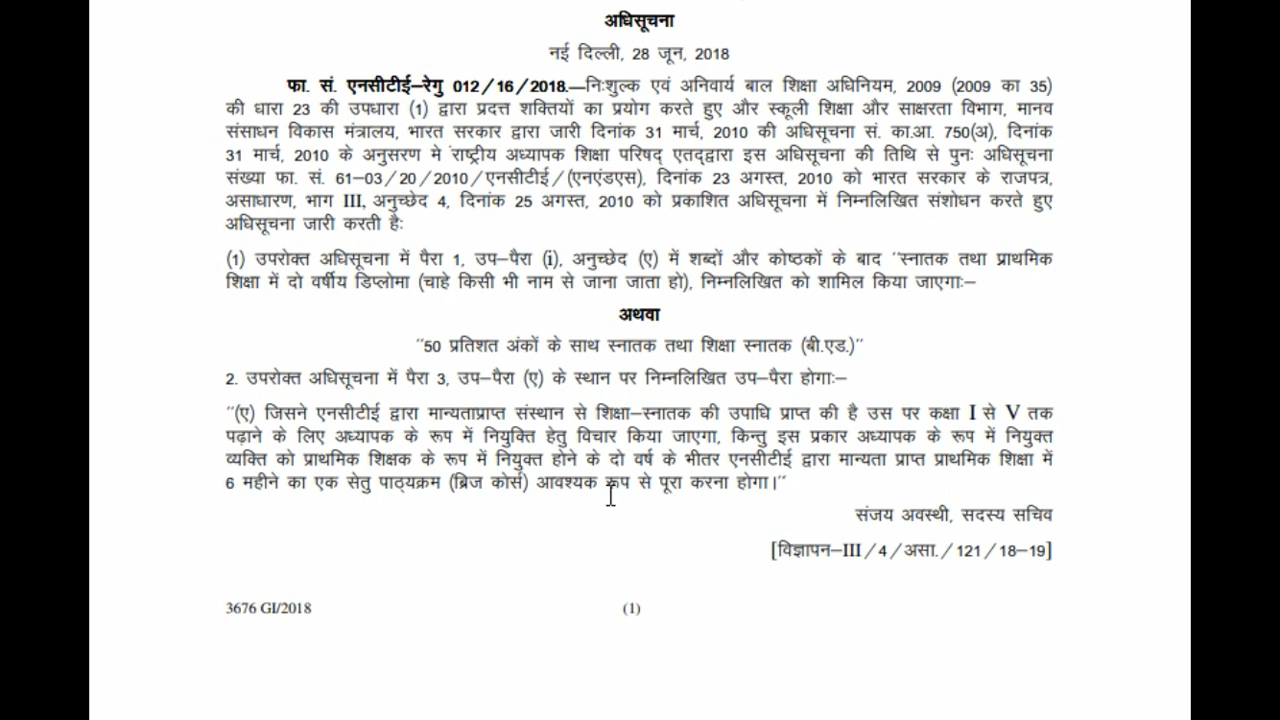 अधिसूचना
नई दिल्ली, 28 जून, 2018
फा. सं. एनसीटीई–रेगु 012/16/2018.—निःशुल्क एवं अनिवार्य बाल शिक्षा अधिनियम, 2009 (2009 का 35)
की धारा 23 की उपधारा (1) द्वारा प्रदत्त शक्तियों का प्रयोग करते हुए और स्कूली शिक्षा और साक्षरता विभाग, मानव
संसाधन विकास मंत्रालय, भारत सरकार द्वारा जारी दिनांक 31 मार्च, 2010 की अधिसूचना सं. का.आ. 750(अ), दिनांक
31 मार्च, 2010 के अनुसरण मे राष्ट्रीय अध्यापक शिक्षा परिषद् एतद्द्वारा इस अधिसूचना की तिथि से पुनः अधिसूचना
संख्या फा. सं. 61–03/20/2010/एनसीटीई/(एनएंडएस), दिनांक 23 अगस्त, 2010 को भारत सरकार के राजपत्र,
असाधारण, भाग III, अनुच्छेद 4, दिनांक 25 अगस्त, 2010 को प्रकाशित अधिसूचना में निम्नलिखित संशोधन करते हुए
अधिसूचना जारी करती हैः
(1) उपरोक्त अधिसूचना में पैरा 1, उप–पैरा (i), अनुच्छेद (ए) में शब्दों और कोष्ठकों के बाद "स्नातक तथा प्राथमिक
शिक्षा में दो वर्षीय डिप्लोमा (चाहे किसी भी नाम से जाना जाता हो), निम्नलिखित को शामिल किया जाएगाः–
अथवा
"50 प्रतिशत अंकों के साथ स्नातक तथा शिक्षा स्नातक (बी.एड.)"
2. उपरोक्त अधिसूचना में पैरा 3, उप–पैरा (ए) के स्थान पर निम्नलिखित उप–पैरा होगाः–
"(ए) जिसने एनसीटीई द्वारा मान्यताप्राप्त संस्थान से शिक्षा–स्नातक की उपाधि प्राप्त की है उस पर कक्षा I से V तक
पढ़ाने के लिए अध्यापक के रूप में नियुक्ति हेतु विचार किया जाएगा, किन्तु इस प्रकार अध्यापक के रूप में नियुक्त
व्यक्ति को प्राथमिक शिक्षक के रूप में नियुक्त होने के दो वर्ष के भीतर एनसीटीई द्वारा मान्यता प्राप्त प्राथमिक शिक्षा में
6 महीने का एक सेतु पाठ्यक्रम (ब्रिज कोर्स) आवश्यक रूप से पूरा करना होगा।"
संजय अवस्थी, सदस्य सचिव
[विज्ञापन–III/4/असा./121/18–19]
3676 GI/2018
(1)